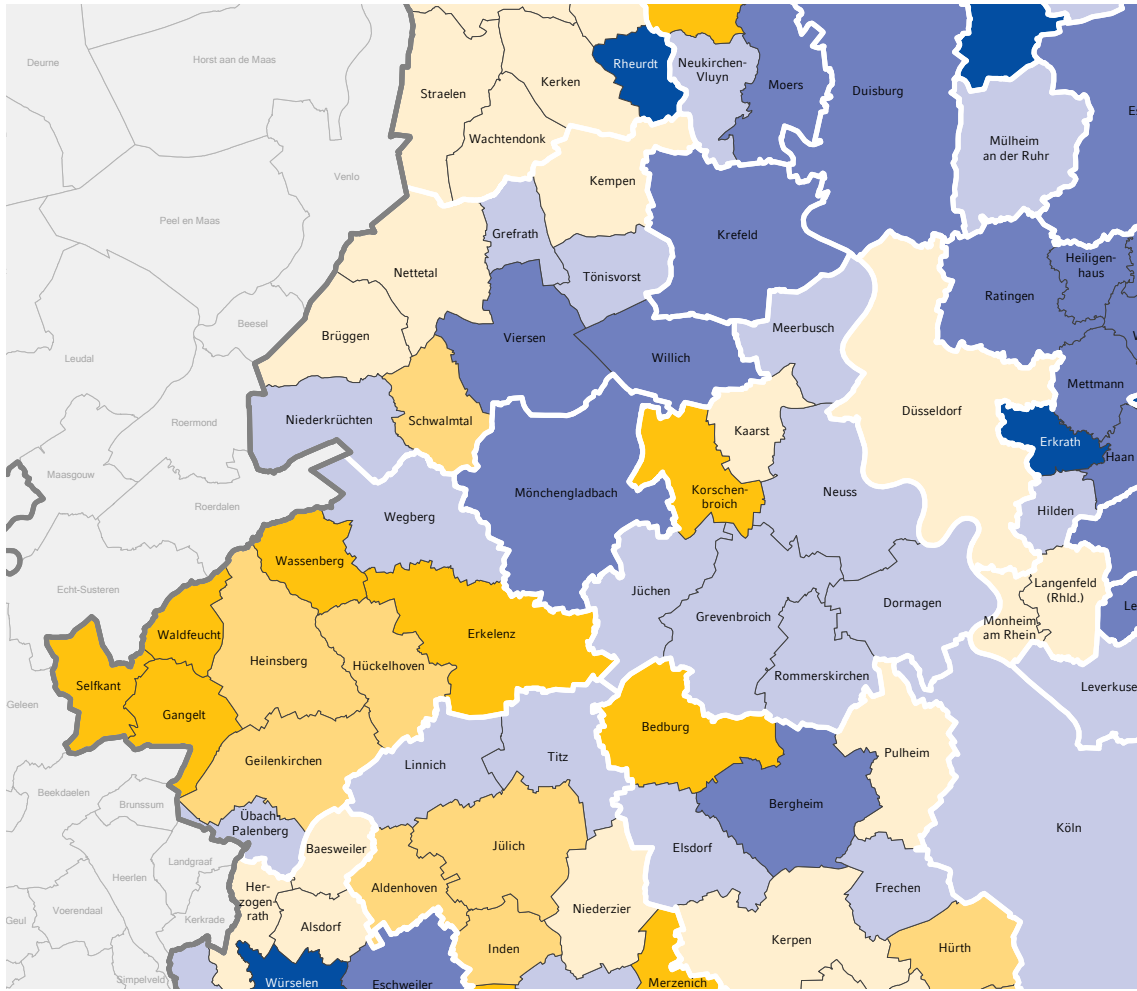 Deurne
Horst aan de Maas
Rheurdt
Neukirchen-
Vluyn
Kerken
Straelen
Moers
Duisburg
Es
Wachtendonk
Mülheim
an der Ruhr
Venlo
Kempen
Peel en Maas
Grefrath
Krefeld
Heiligen-
haus
Nettetal
Tönisvorst
Ratingen
Beesel
Meerbusch
Brüggen
Viersen
Willich
Leudal
Mettmann
Düsseldorf
Niederkrüchten
Schwalmtal
Roermond
Kaarst
Erkrath
Haan
Maasgouw
Mönchengladbach
Korschen-
broich
Neuss
Roerdalen
Wegberg
Hilden
Wassenberg
Echt-Susteren
Jüchen
Langenfeld
(Rhld.)
Le
Dormagen
Grevenbroich
Monheim
am Rhein
Waldfeucht
Erkelenz
Heinsberg
Hückelhoven
Rommerskirchen
Selfkant
Leverkuse
Geleen
Gangelt
Bedburg
Pulheim
Geilenkirchen
Linnich
Titz
Beekdaelen
Brunssum
Bergheim
Übach-
Palenberg
Köln
Baesweiler
Jülich
Elsdorf
Landgraaf
Heerlen
Aldenhoven
Frechen
Her-
zogen
rath
Voerendaal
Geul
Kerkrade
Alsdorf
Niederzier
Kerpen
Inden
Hürth
Simpelveld
Würselen
Eschweiler
Merzenich